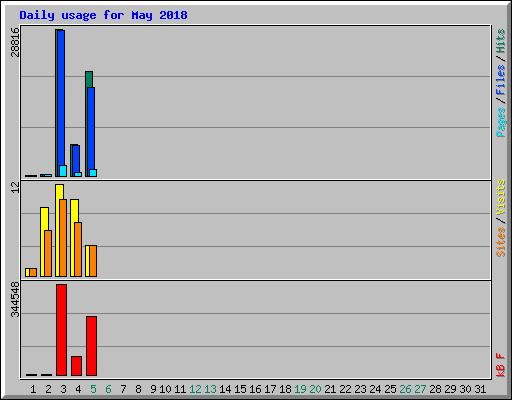 Daily usage for May 2018
28816
Pages/Files/Hits
12
Sites/Visits
344548
kB F
1 2 3 4 5 6 7 8 9 10 11 12 13 14 15 16 17 18 19 20 21 22 23 24 25 26 27 28 29 30 31